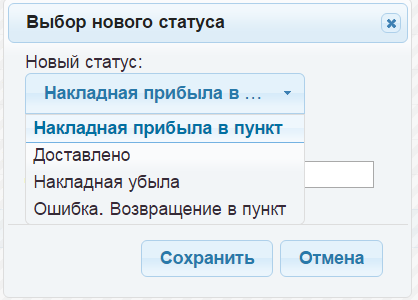 Выбор нового статуса
Новый статус:
Накладная прибыла в ...
Накладная прибыла в пункт
Доставлено
Накладная убыла
Ошибка. Возвращение в пункт
Сохранить
Отмена